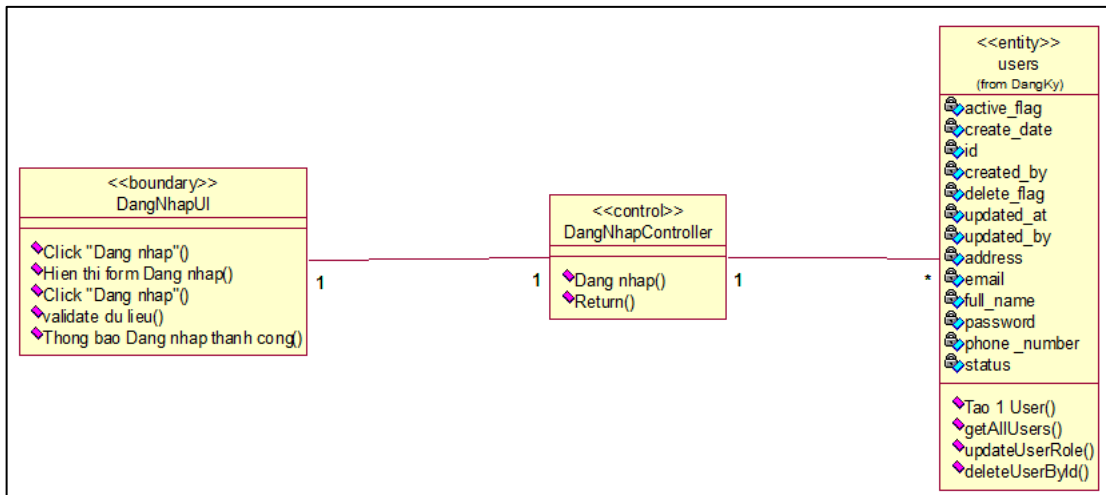 <<boundary>>
DangNhapUI
Click "Dang nhap"()
Hien thi form Dang nhap()
Click "Dang nhap"()
validate du lieu()
Thong bao Dang nhap thanh cong()
1
1
<<control>>
DangNhapController
Dang nhap()
Return()
1
*
<<entity>>
users
(from DangKy)
active_flag
create_date
id
created_by
delete_flag
updated_at
updated_by
address
email
full_name
password
phone _number
status
Tao 1 User()
getAllUsers()
updateUserRole()
deleteUserById()